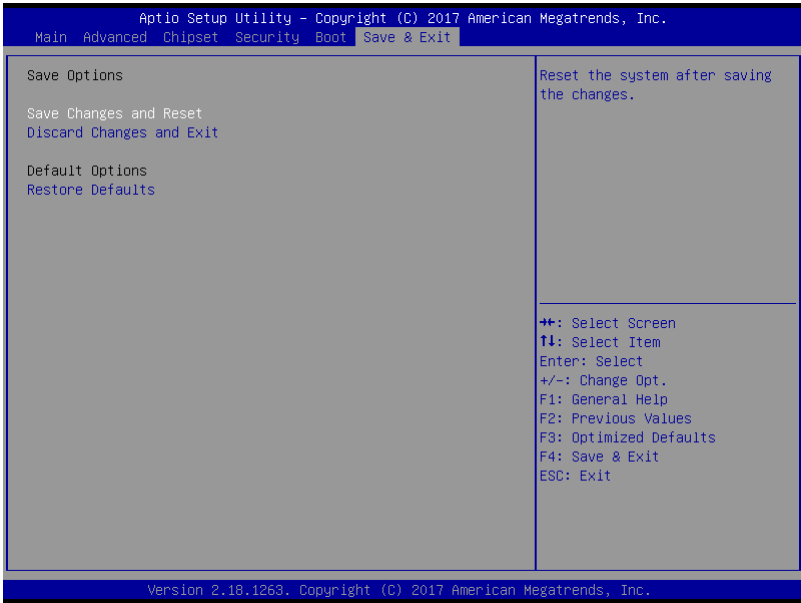 Aptio Setup Utility – Copyright (C) 2017 American Megatrends, Inc.
Main Advanced Chipset Security Boot Save & Exit
Save Options
Save Changes and Reset
Discard Changes and Exit
Default Options
Restore Defaults
Reset the system after saving
the changes.
→←: Select Screen
↑↓: Select Item
Enter: Select
+/-: Change Opt.
F1: General Help
F2: Previous Values
F3: Optimized Defaults
F4: Save & Exit
ESC: Exit
Version 2.18.1263. Copyright (C) 2017 American Megatrends, Inc.